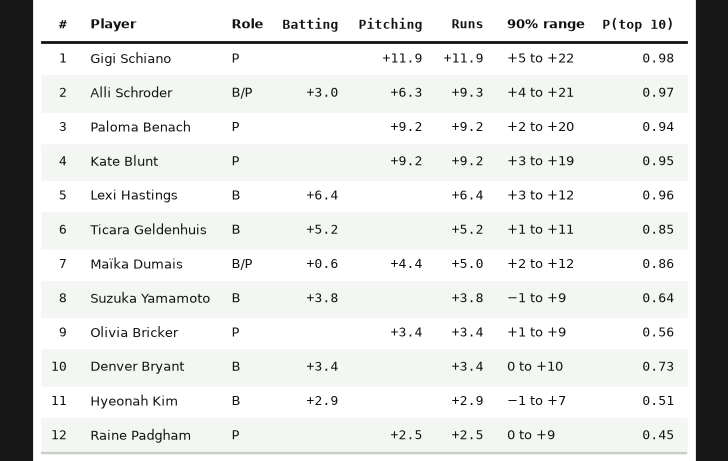 # Player Role Batting Pitching Runs 90% range P(top 10)
1 Gigi Schiano P +11.9 +11.9 +5 to +22 0.98
2 Alli Schroder B/P +3.0 +6.3 +9.3 +4 to +21 0.97
3 Paloma Benach P +9.2 +9.2 +2 to +20 0.94
4 Kate Blunt P +9.2 +9.2 +3 to +19 0.95
5 Lexi Hastings B +6.4 +6.4 +3 to +12 0.96
6 Ticara Geldenhuis B +5.2 +5.2 +1 to +11 0.85
7 Maïka Dumais B/P +0.6 +4.4 +5.0 +2 to +12 0.86
8 Suzuka Yamamoto B +3.8 +3.8 −1 to +9 0.64
9 Olivia Bricker P +3.4 +3.4 +1 to +9 0.56
10 Denver Bryant B +3.4 +3.4 0 to +10 0.73
11 Hyeonah Kim B +2.9 +2.9 −1 to +7 0.51
12 Raine Padgham P +2.5 +2.5 0 to +9 0.45